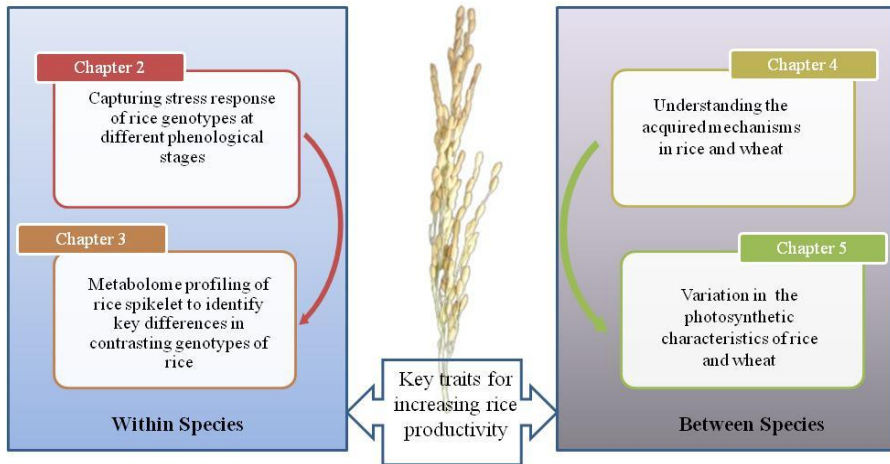 Chapter 2
Capturing stress response
of rice genotypes at
different phenological
stages
Chapter 3
Metabolome profiling of
rice spikelet to identify
key differences in
contrasting genotypes of
rice
Within Species
Key traits for
increasing rice
productivity
Chapter 4
Understanding the
acquired mechanisms
in rice and wheat
Chapter 5
Variation in the
photosynthetic
characteristics of rice
and wheat
Between Species